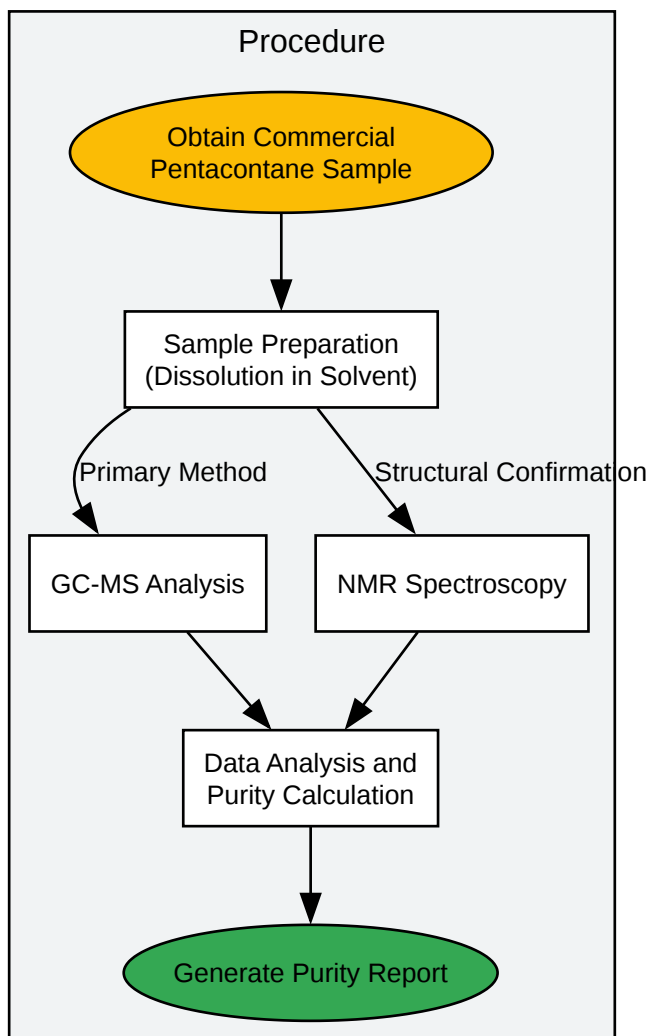 Procedure
Obtain Commercial
Pentacontane Sample
Sample Preparation
(Dissolution in Solvent)
Primary Method
Structural Confirmation
GC-MS Analysis
NMR Spectroscopy
Data Analysis and
Purity Calculation
Generate Purity Report